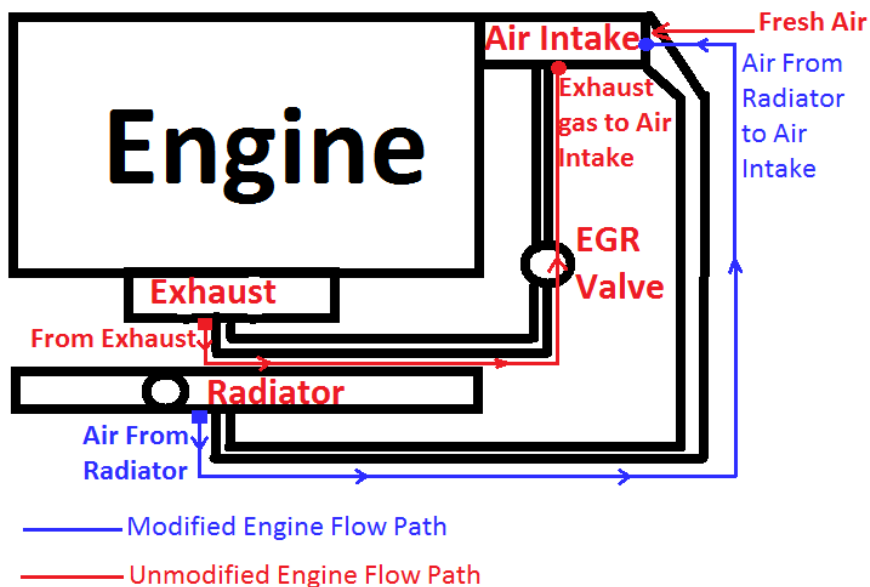 Air Intake
Fresh Air
Engine
Exhaust
gas to Air
Intake
Air From
Radiator
to Air
Intake
EGR
Valve
Exhaust
From Exhaust
Radiator
Air From
Radiator
Modified Engine Flow Path
Unmodified Engine Flow Path